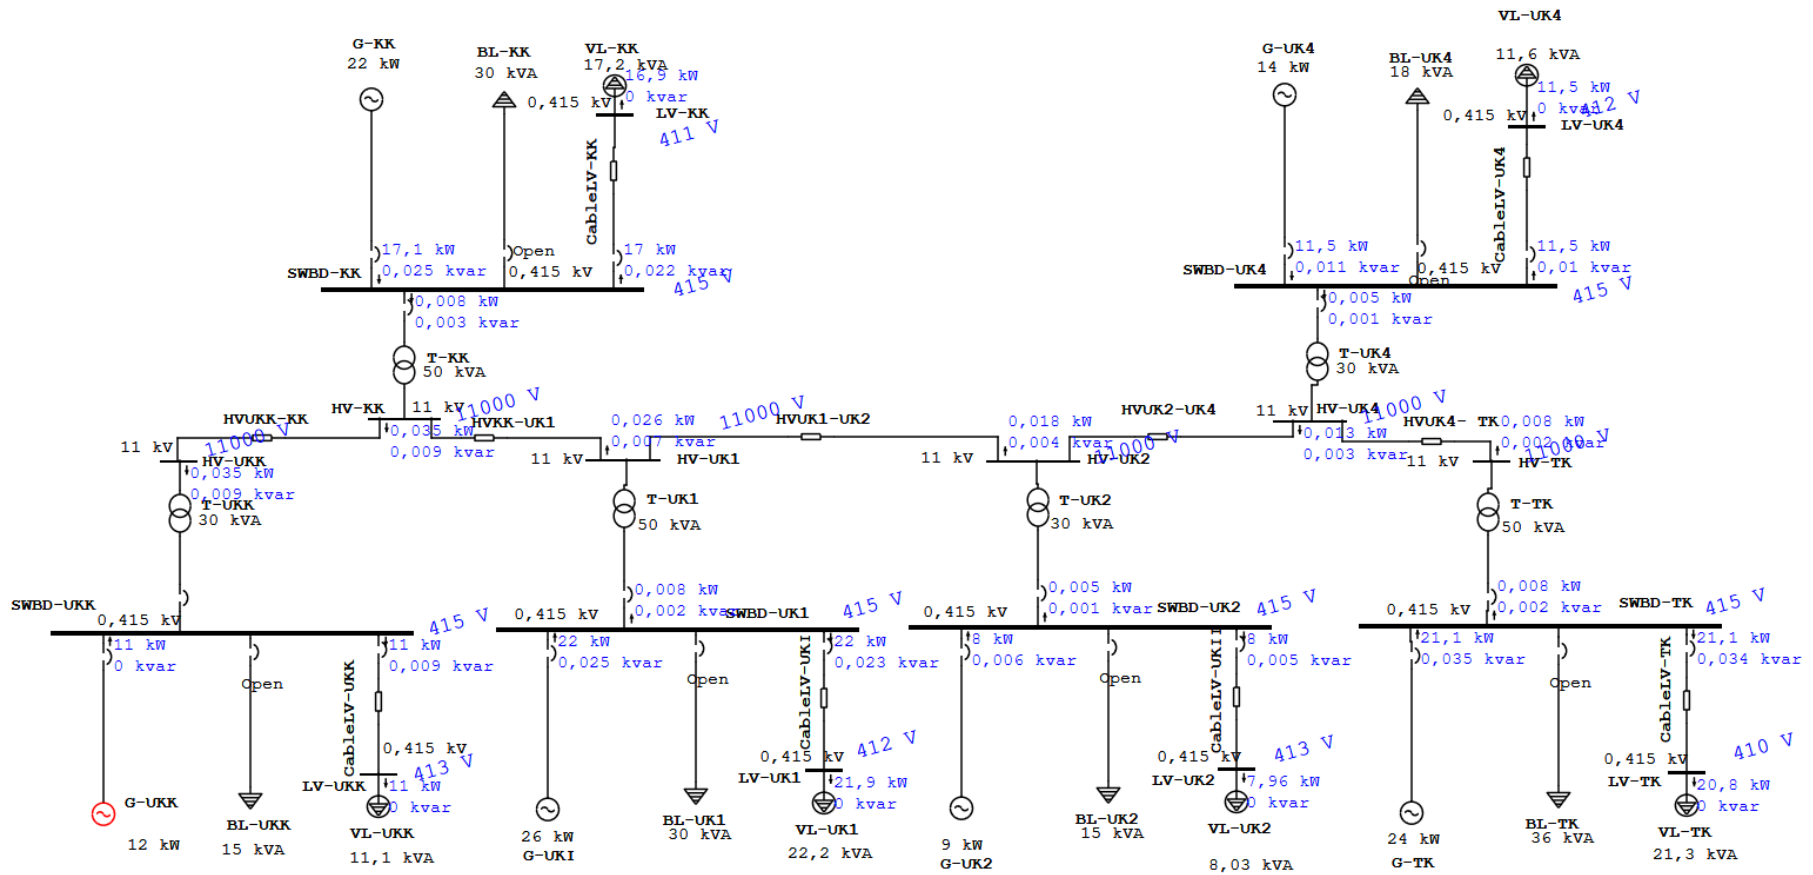 VL-UK4
G-KK
22 kW
BL-KK
30 kVA
VL-KK
17,2 kVA
16,9 kW
0 kvar
0,415 kV
LV-KK
411 V
CableLV-KK
G-UK4
14 kW
BL-UK4
18 kVA
11,6 kVA
11,5 kW
0 kvar
412 V
0,415 kV
LV-UK4
CableLV-UK4
SWBD-KK
17,1 kW
0,025 kvar
Open
0,415 kV
17 kW
0,022 kvar
415 V
SWBD-UK4
11,5 kW
0,011 kvar
0,415 kV
Open
11,5 kW
0,01 kvar
415 V
0,008 kW
0,003 kvar
T-KK
50 kVA
0,005 kW
0,001 kvar
T-UK4
30 kVA
HVUKK-KK
11000 V
HV-KK
11 kV
11000 V
0,035 kW
0,009 kvar
HVKK-UK1
0,026 kW
0,007 kvar
11000 V
HVUK1-UK2
0,018 kW
0,004 kvar
HVUK2-UK4
11000 V
11 kV
HV-UK4
11000 V
0,013 kW
0,003 kvar
HVUK4- TK
0,008 kW
0,002 kvar
11000 V
11 kV
HV-UKK
0,035 kW
0,009 kvar
T-UKK
30 kVA
11 kV
HV-UK1
T-UK1
50 kVA
11 kV
HV-UK2
T-UK2
30 kVA
11 kV
HV-TK
T-TK
50 kVA
SWBD-UKK
0,415 kV
415 V
11 kW
0 kvar
Open
11 kW
0,009 kvar
CableLV-UKK
0,415 kV
413 V
LV-UKK
11 kW
0 kvar
G-UKK
12 kW
BL-UKK
15 kVA
VL-UKK
11,1 kVA
0,415 kV
0,008 kW
0,002 kvar
SWBD-UK1
415 V
22 kW
0,025 kvar
Open
22 kW
0,023 kvar
CableLV-UKI
0,415 kV
412 V
LV-UK1
21,9 kW
0 kvar
26 kW
G-UKI
BL-UK1
30 kVA
VL-UK1
22,2 kVA
0,415 kV
0,005 kW
0,001 kvar
SWBD-UK2
415 V
8 kW
0,006 kvar
Open
8 kW
0,005 kvar
CableLV-UKII
0,415 kV
413 V
LV-UK2
7,96 kW
0 kvar
9 kW
G-UK2
BL-UK2
15 kVA
VL-UK2
8,03 kVA
0,415 kV
0,008 kW
0,002 kvar
SWBD-TK
415 V
21,1 kW
0,035 kvar
Open
21,1 kW
0,034 kvar
CableLV-TK
0,415 kV
410 V
LV-TK
20,8 kW
0 kvar
24 kW
G-TK
BL-TK
36 kVA
VL-TK
21,3 kVA